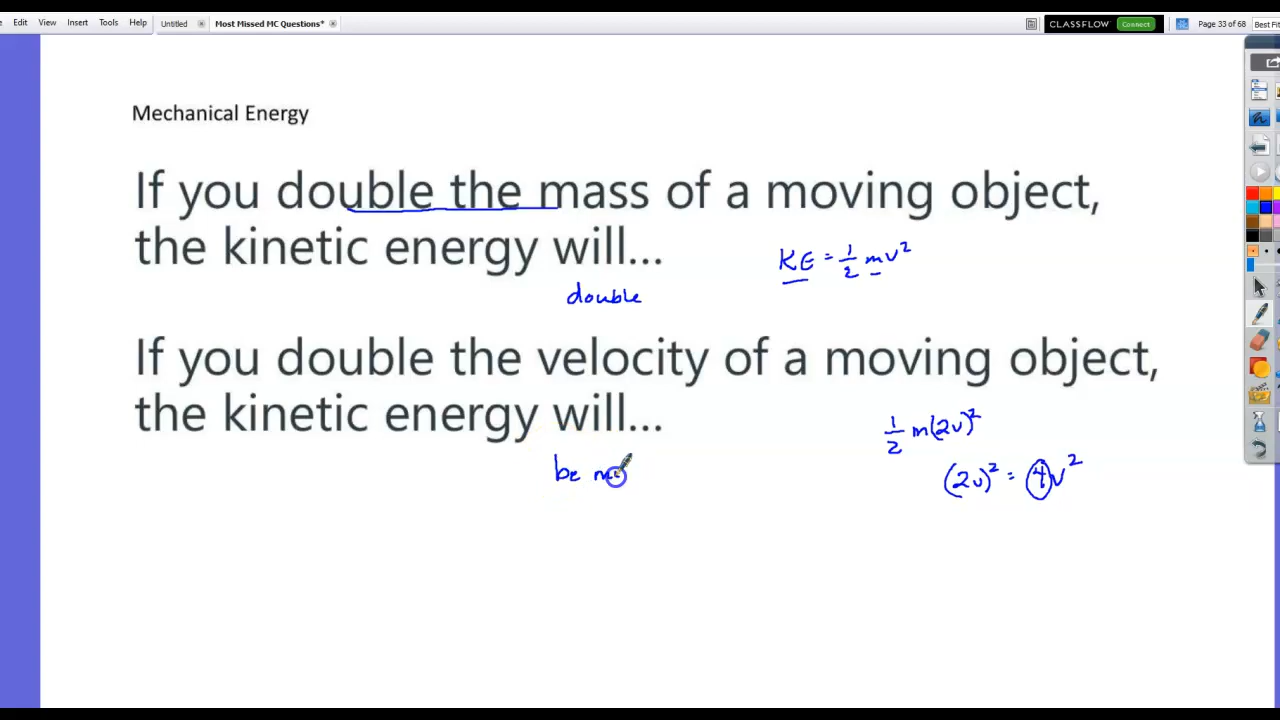 Edit View Insert Tools Help Untitled Most Missed MC Questions* CLASSFLOW Connect Page 33 of 68 Best Fit
Mechanical Energy
If you double the mass of a moving object,
the kinetic energy will...
KE = 1/2 mv²
double
If you double the velocity of a moving object,
the kinetic energy will...
1/2 m(2v)²
be
(2v)² = 4v²